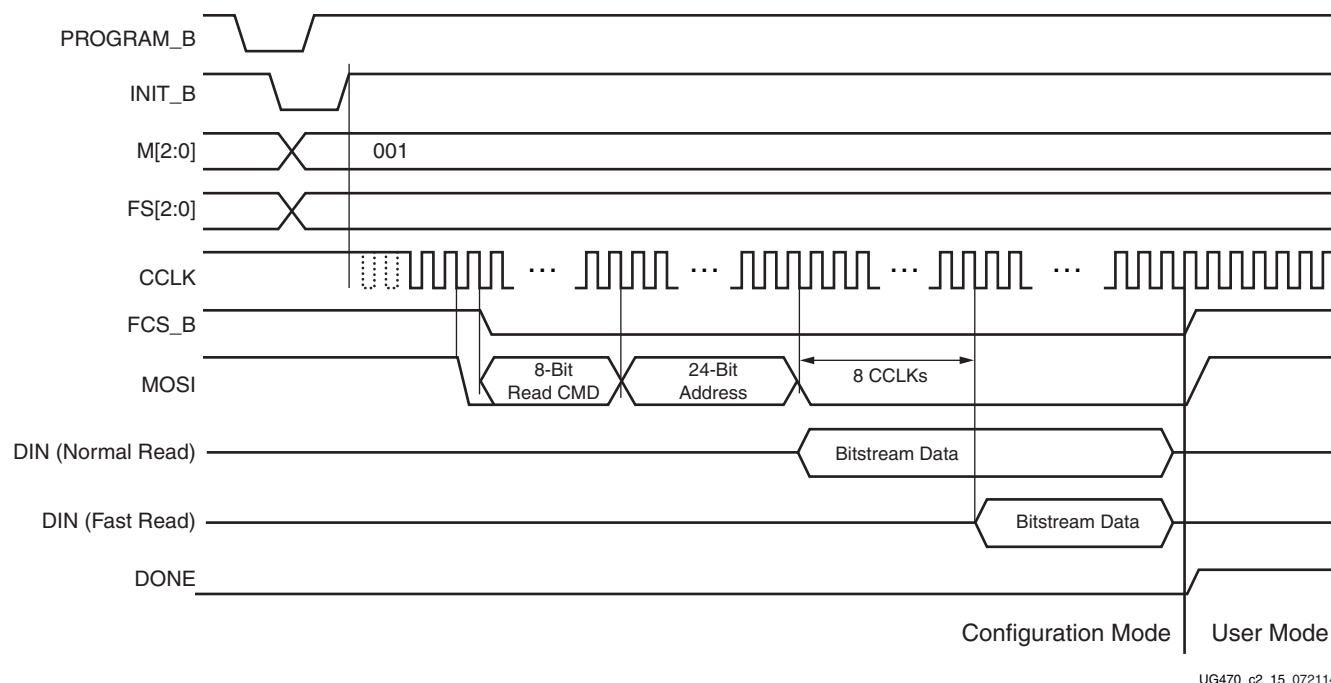 PROGRAM_B
INIT_B
M[2:0]
001
FS[2:0]
CCLK
... ... ... ...
FCS_B
MOSI
8-Bit
Read CMD
24-Bit
Address
8 CCLKs
DIN (Normal Read)
Bitstream Data
DIN (Fast Read)
Bitstream Data
DONE
Configuration Mode
User Mode
UG470_c2_15_072114